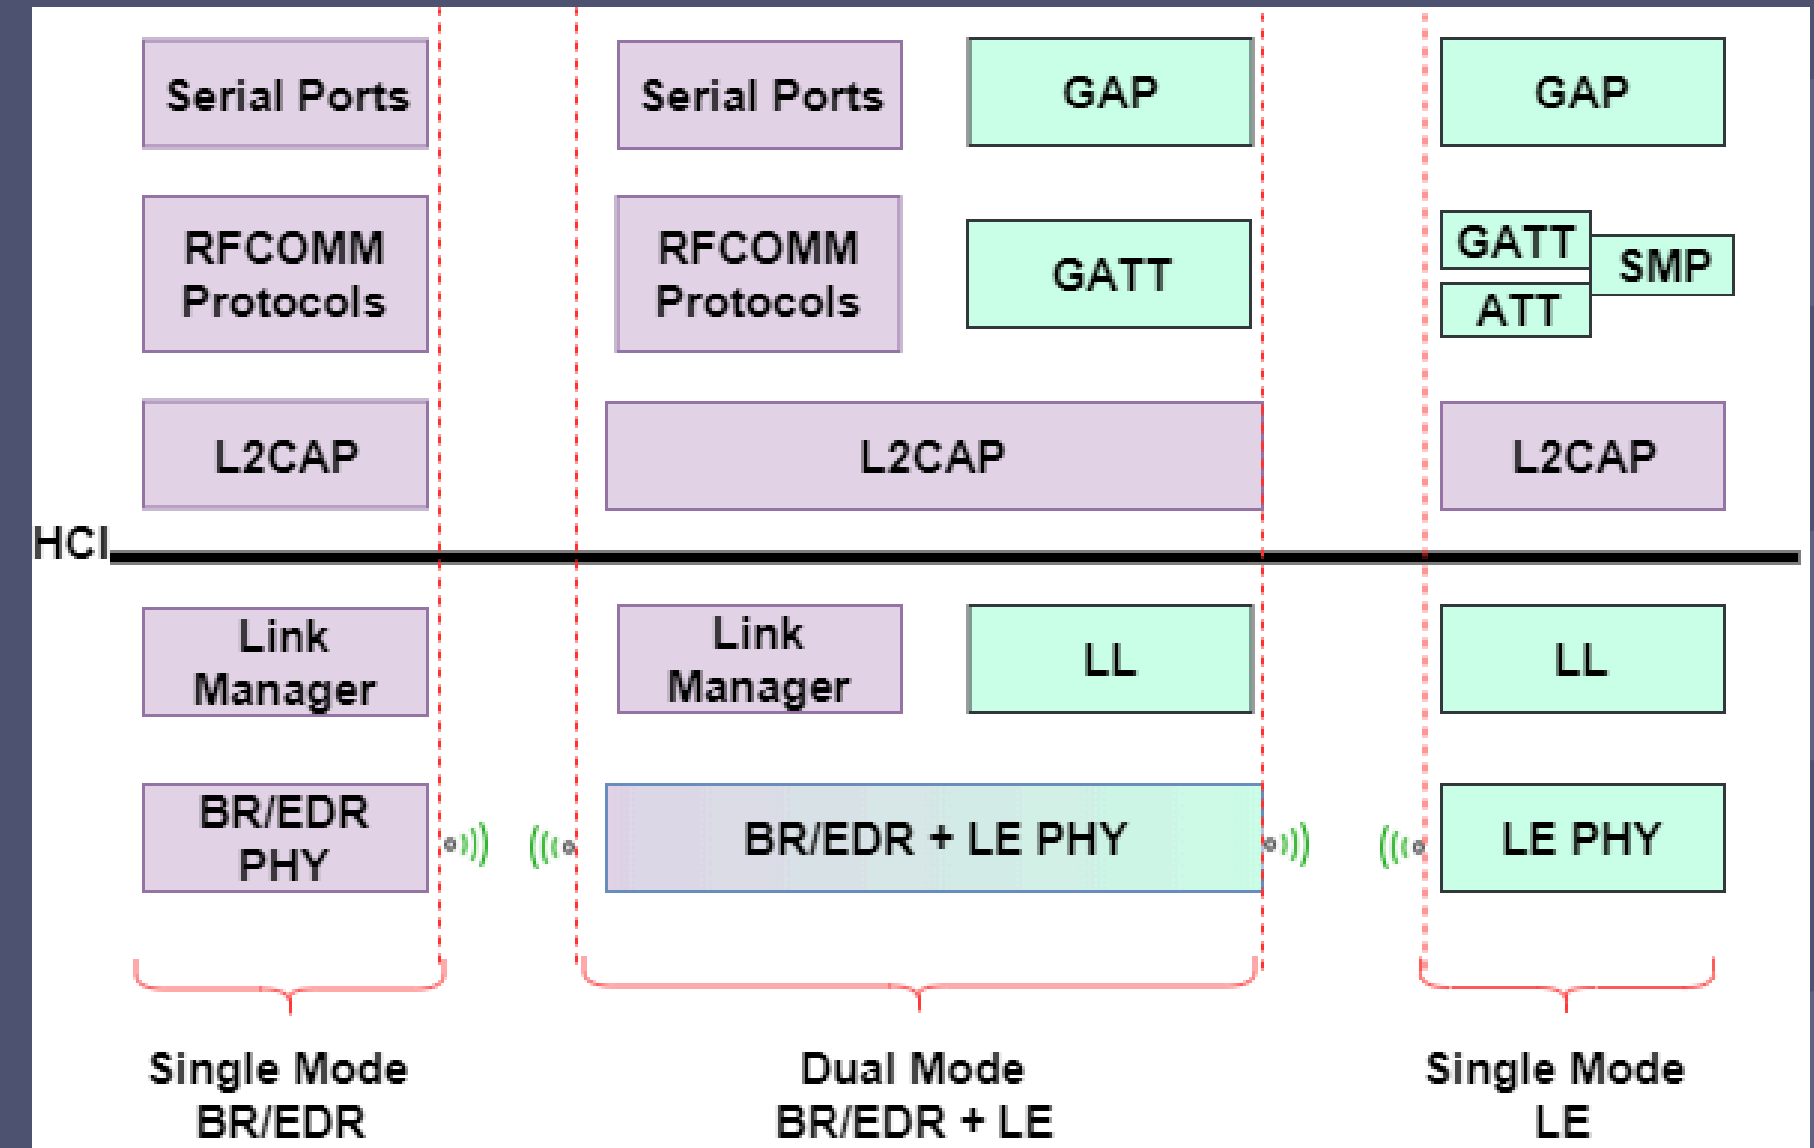 Serial Ports
Serial Ports
GAP
GAP
RFCOMM
Protocols
RFCOMM
Protocols
GATT
GATT
SMP
ATT
L2CAP
L2CAP
L2CAP
HCI
Link
Manager
Link
Manager
LL
LL
BR/EDR
PHY
BR/EDR + LE PHY
LE PHY
Single Mode
BR/EDR
Dual Mode
BR/EDR + LE
Single Mode
LE